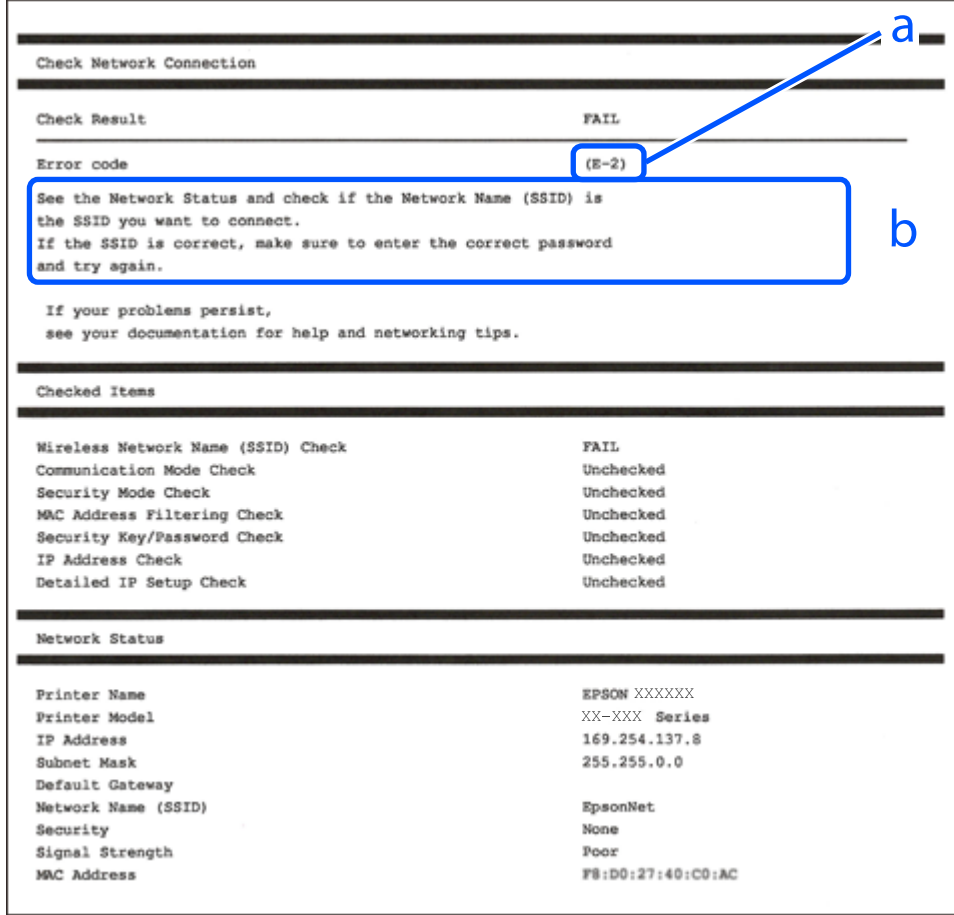 a
Check Network Connection
Check Result FAIL
Error code (E-2)
See the Network Status and check if the Network Name (SSID) is
the SSID you want to connect.
If the SSID is correct, make sure to enter the correct password
and try again.
b
If your problems persist,
see your documentation for help and networking tips.
Checked Items
Wireless Network Name (SSID) Check FAIL
Communication Mode Check Unchecked
Security Mode Check Unchecked
MAC Address Filtering Check Unchecked
Security Key/Password Check Unchecked
IP Address Check Unchecked
Detailed IP Setup Check Unchecked
Network Status
Printer Name EPSON XXXXXX
Printer Model XX-XXX Series
IP Address 169.254.137.8
Subnet Mask 255.255.0.0
Default Gateway
Network Name (SSID) EpsonNet
Security None
Signal Strength Poor
MAC Address F8:D0:27:40:C0:AC